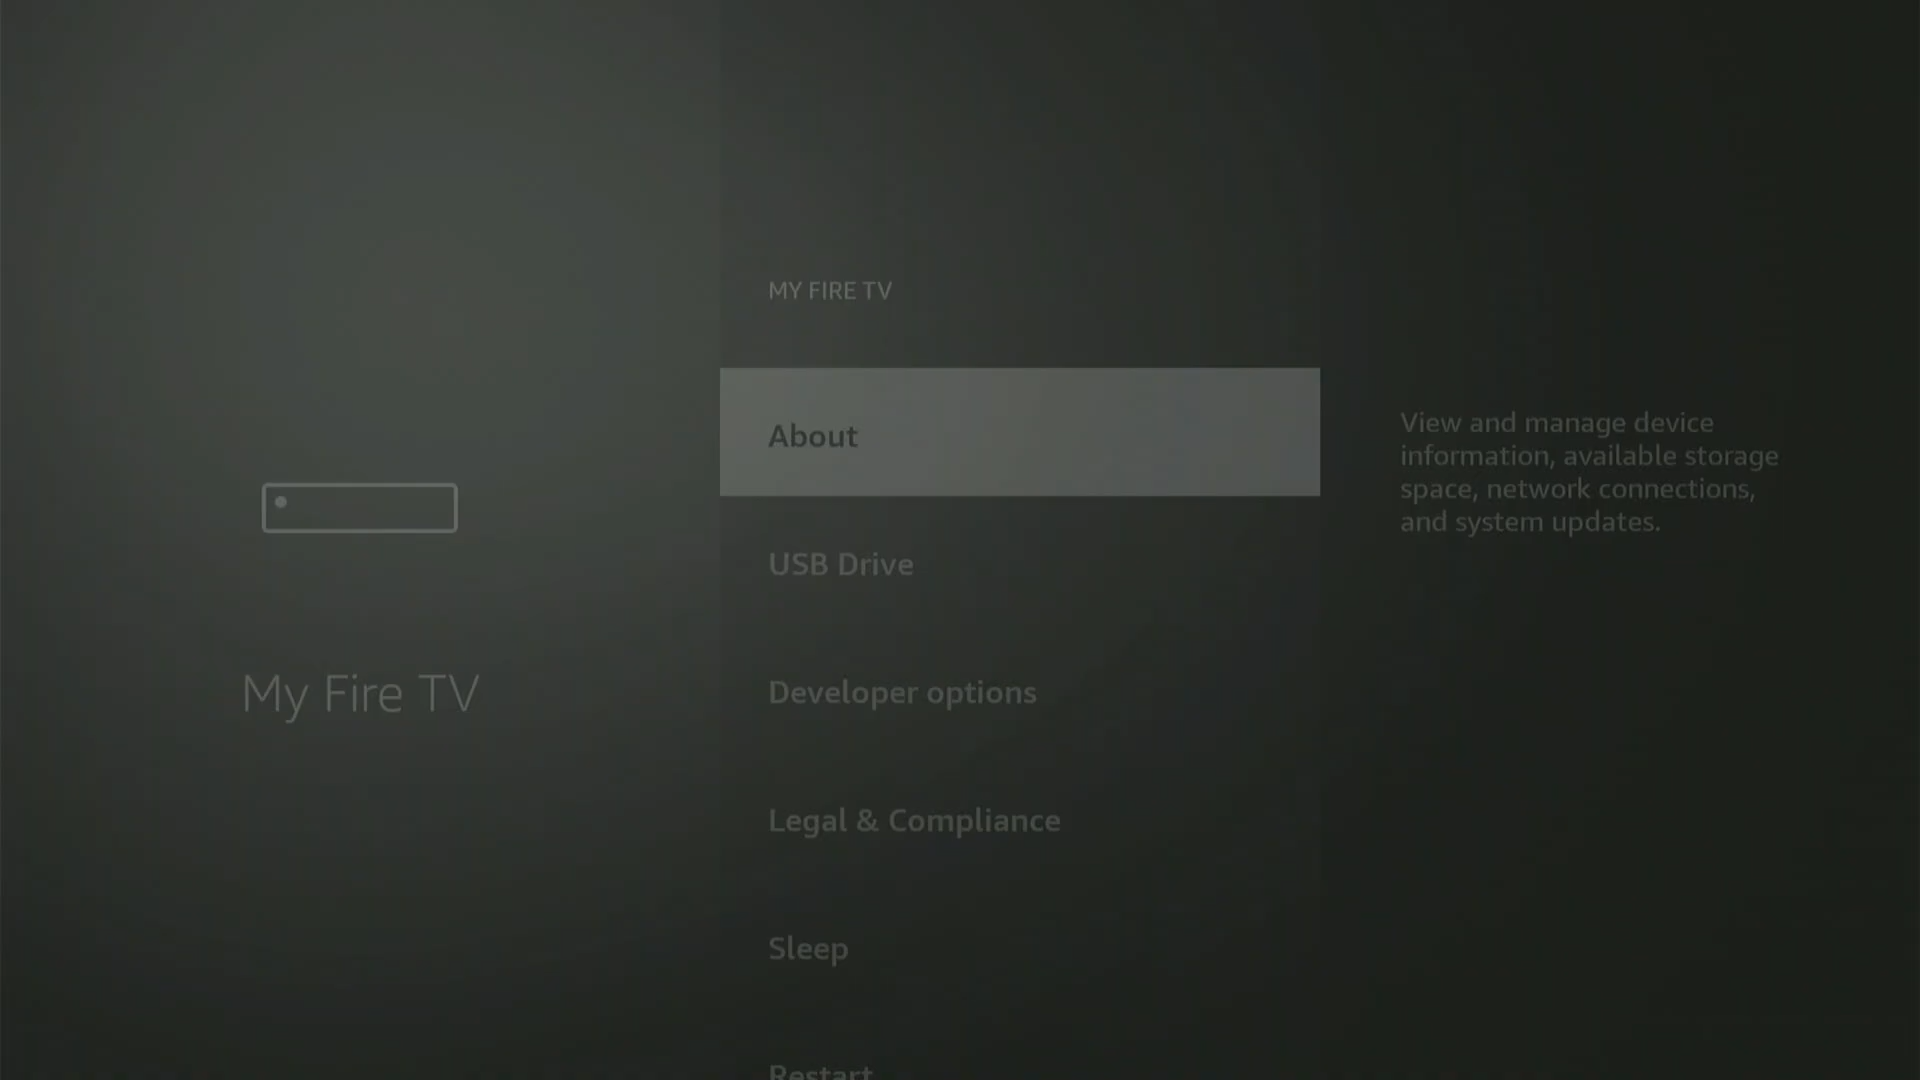 My Fire TV
MY FIRE TV
About
USB Drive
Developer options
Legal & Compliance
Sleep
Restart
View and manage device
information, available storage
space, network connections,
and system updates.